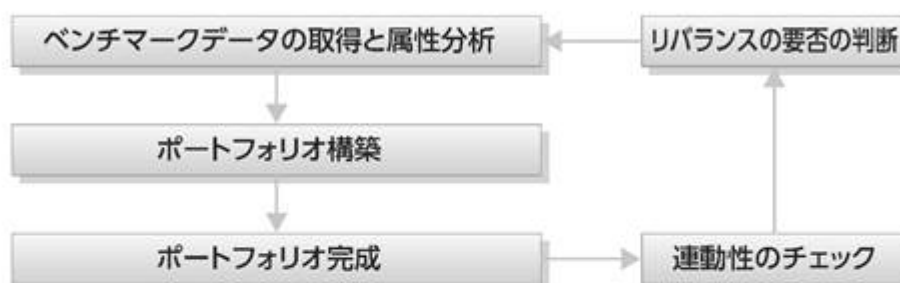 ベンチマークデータの取得と属性分析
リバランスの要否の判断
ポートフォリオ構築
ポートフォリオ完成
連動性のチェック